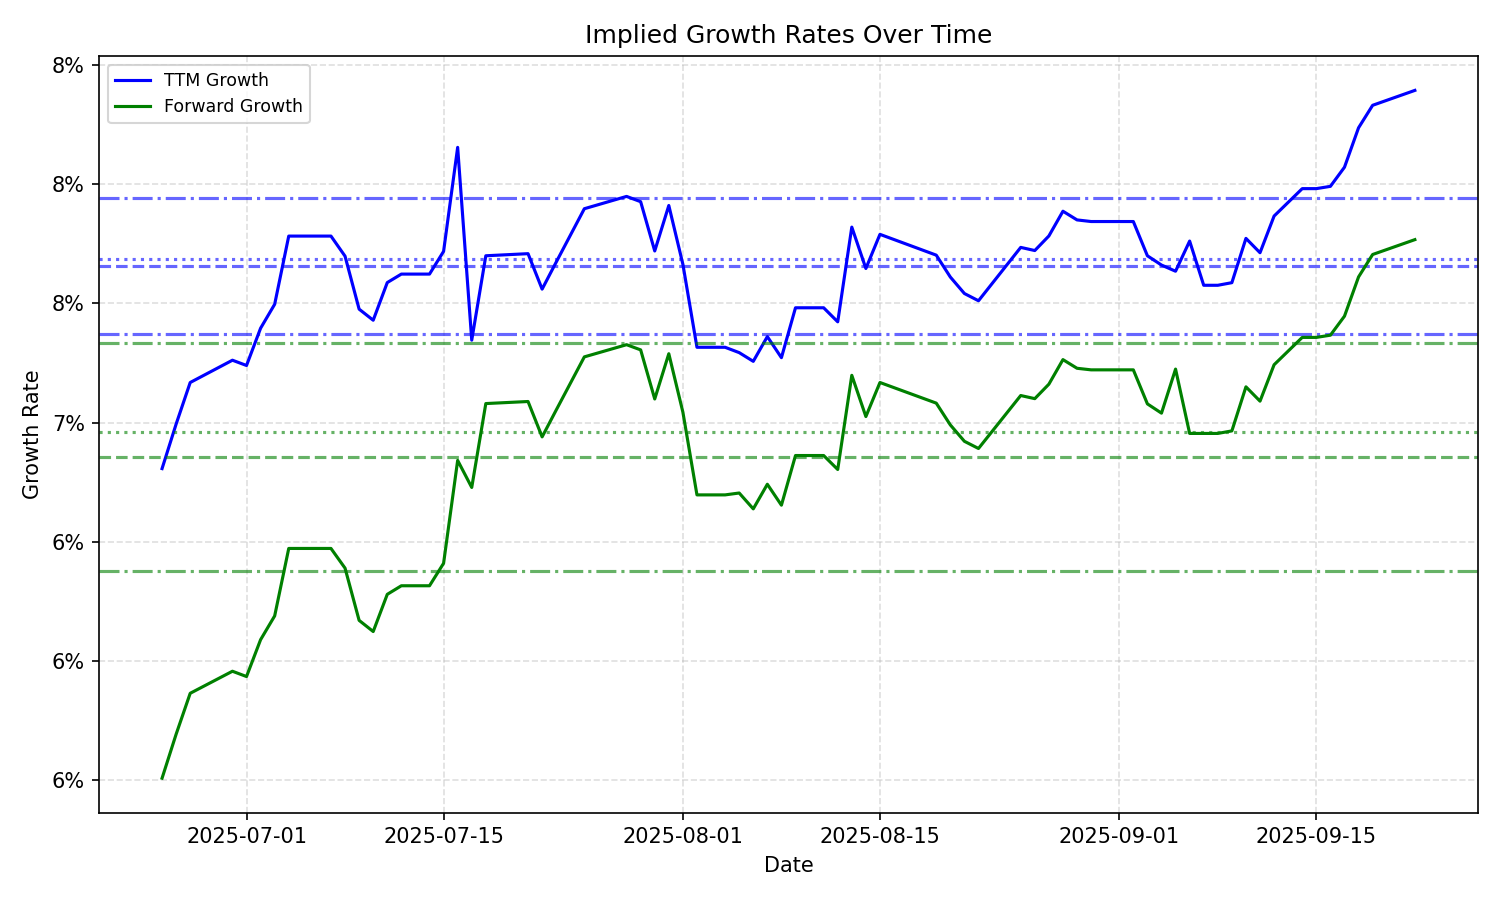 Implied Growth Rates Over Time
TTM Growth
Forward Growth
8%
8%
8%
7%
6%
6%
6%
Growth Rate
2025-07-01
2025-07-15
2025-08-01
2025-08-15
2025-09-01
2025-09-15
Date